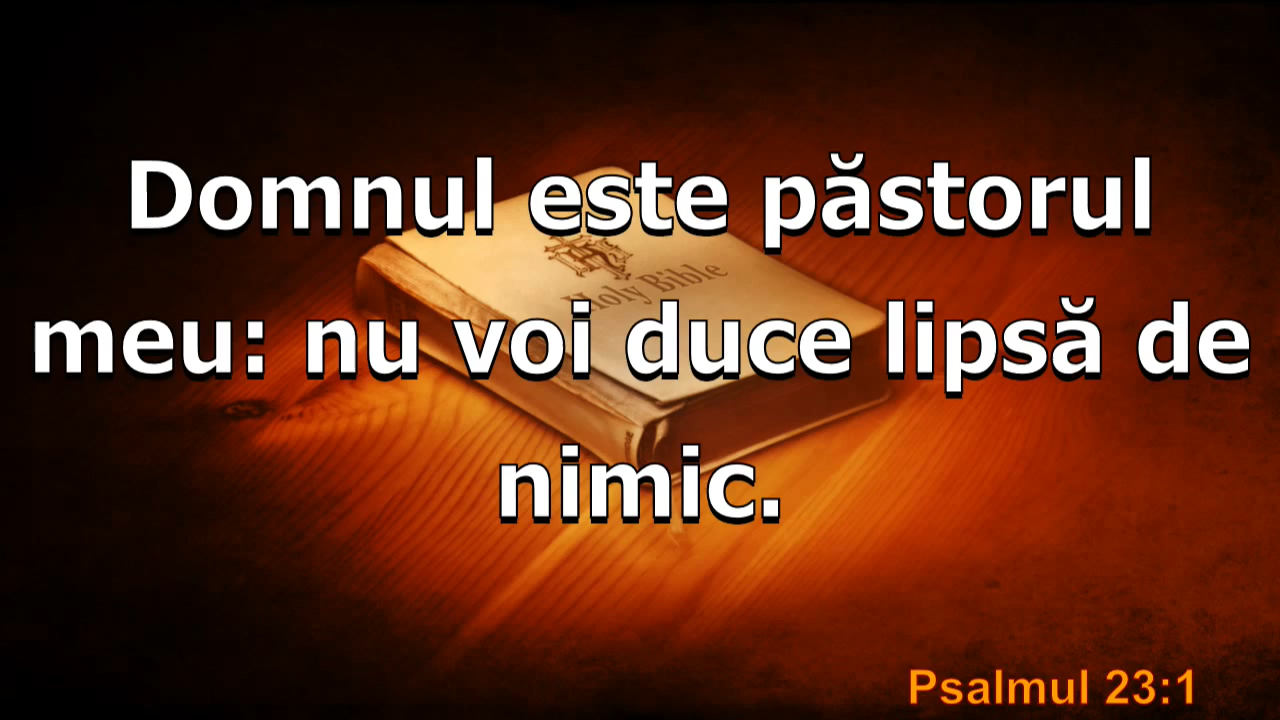 Domnul este păstorul
meu: nu voi duce lipsă de
nimic.
Holy Bible
Psalmul 23:1